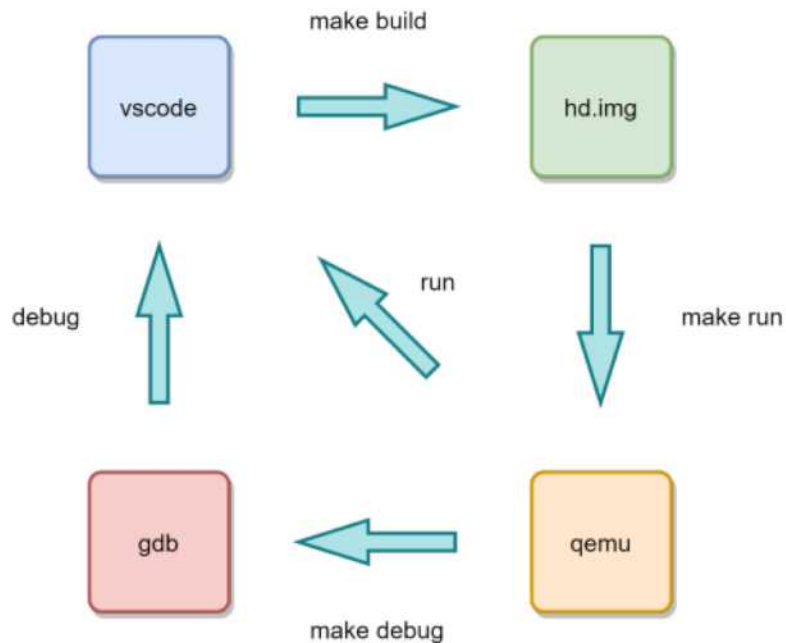 make build
vscode
hd.img
run
debug
make run
gdb
qemu
make debug